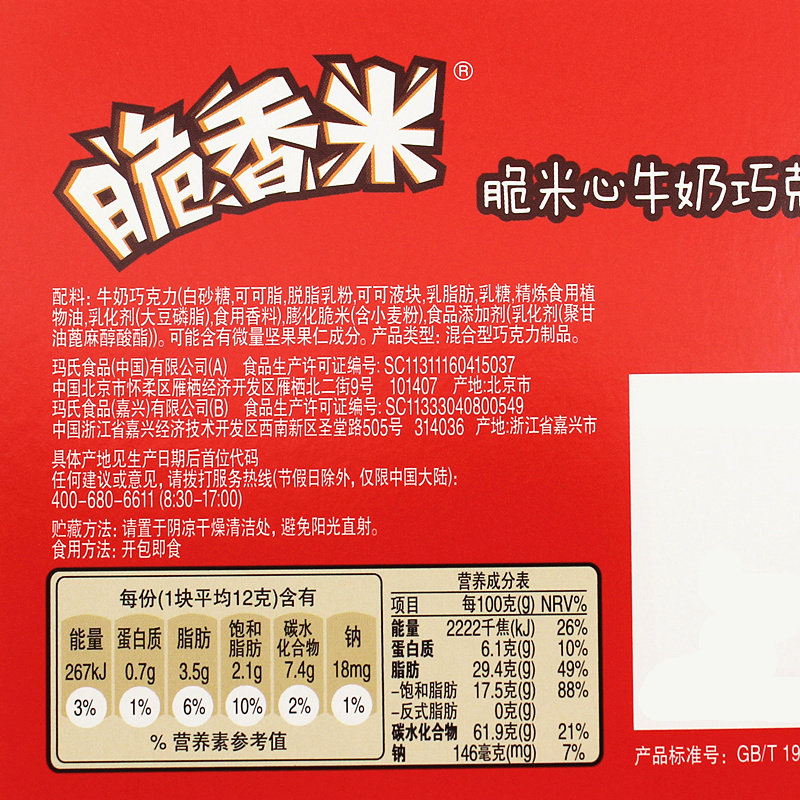 脆香米®
脆米心牛奶巧克
配料: 牛奶巧克力(白砂糖,可可脂,脱脂乳粉,可可液块,乳脂肪,乳糖,精炼食用植
物油,乳化剂(大豆磷脂),食用香料),膨化脆米(含小麦粉),食品添加剂(乳化剂(聚甘
油蓖麻醇酸酯))。可能含有微量坚果果仁成分。产品类型: 混合型巧克力制品。
玛氏食品(中国)有限公司(A) 食品生产许可证编号: SC11311160415037
中国北京市怀柔区雁栖经济开发区雁栖北二街9号 101407 产地:北京市
玛氏食品(嘉兴)有限公司(B) 食品生产许可证编号: SC11333040800549
中国浙江省嘉兴经济技术开发区西南新区圣堂路505号 314036 产地:浙江省嘉兴市
具体产地见生产日期后首位代码
任何建议或意见, 请拨打服务热线(节假日除外, 仅限中国大陆):
400-680-6611 (8:30-17:00)
贮藏方法: 请置于阴凉干燥清洁处, 避免阳光直射。
食用方法: 开包即食
每份(1块平均12克)含有
能量 蛋白质 脂肪 饱和脂肪 碳水化合物 钠
267kJ 0.7g 3.5g 2.1g 7.4g 18mg
3% 1% 6% 10% 2% 1%
% 营养素参考值
营养成分表
项目 每100克(g) NRV%
能量 2222千焦(kJ) 26%
蛋白质 6.1克(g) 10%
脂肪 29.4克(g) 49%
-饱和脂肪 17.5克(g) 88%
-反式脂肪 0克(g)
碳水化合物 61.9克(g) 21%
钠 146毫克(mg) 7%
产品标准号: GB/T 19